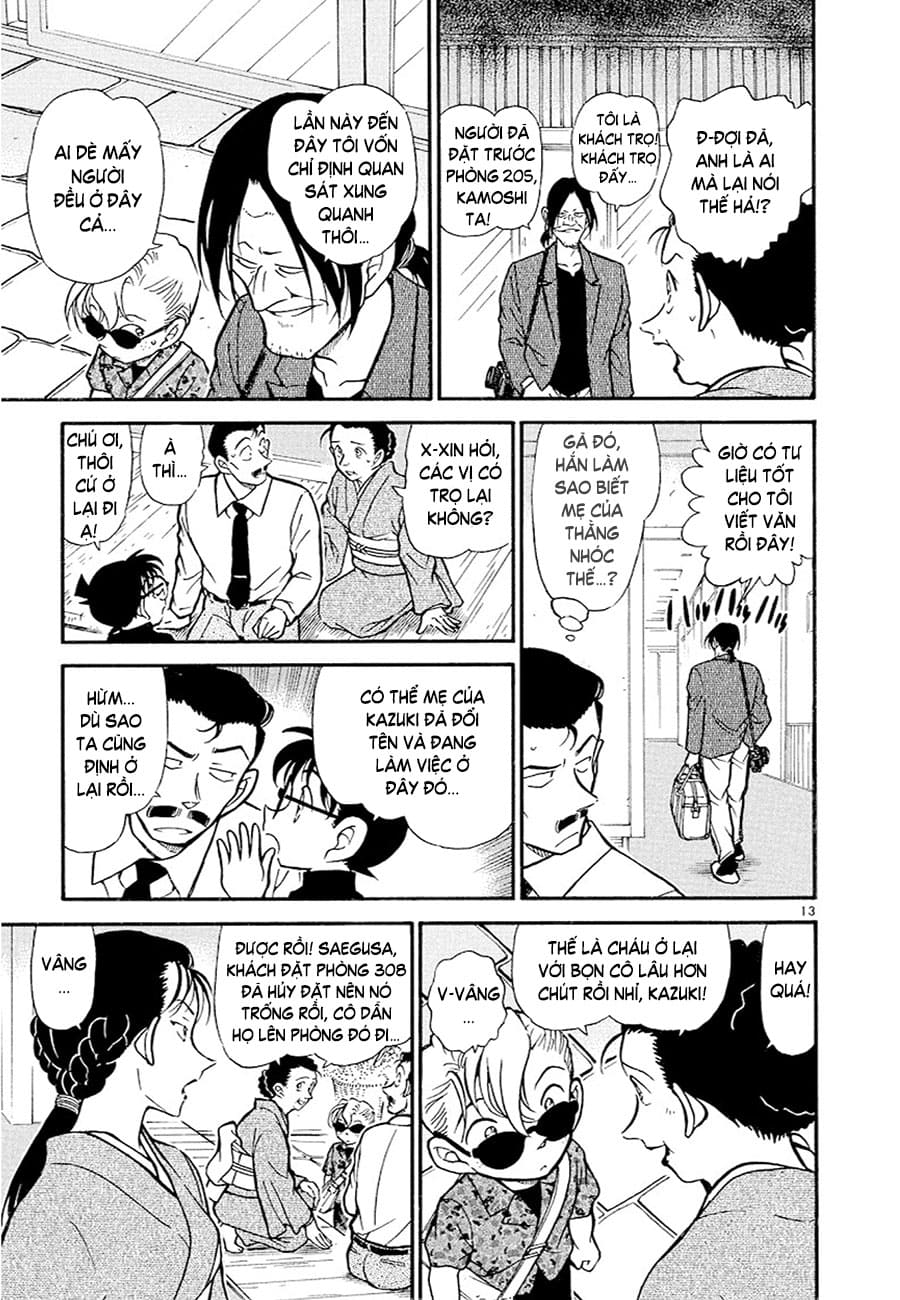 Đ-ĐỢI ĐÃ,
ANH LÀ AI
MÀ LẠI NÓI
THẾ HẢ!?
TÔI LÀ
KHÁCH TRỌ!
KHÁCH TRỌ
ĐẤY...
NGƯỜI ĐÃ
ĐẶT TRƯỚC
PHÒNG 205,
KAMOSHI
TA!
LẦN NÀY ĐẾN
ĐÂY TÔI VỐN
CHỈ ĐỊNH QUAN
SÁT XUNG
QUANH
THÔI...
AI DÈ MẤY
NGƯỜI
ĐỀU Ở ĐÂY
CẢ...
GIỜ CÓ TƯ
LIỆU TỐT
CHO TÔI
VIẾT VĂN
RỒI ĐÂY!
GÃ ĐÓ,
HẮN LÀM
SAO BIẾT
MẸ CỦA
THẰNG
NHÓC
THẾ...?
X-XIN HỎI,
CÁC VỊ CÓ
TRỌ LẠI
KHÔNG?
À
THÌ...
CHÚ ƠI,
THÔI
CỨ Ở
LẠI ĐI
Ạ!
CÓ THỂ MẸ CỦA
KAZUKI ĐÃ ĐỔI
TÊN VÀ ĐANG
LÀM VIỆC Ở
ĐÂY ĐÓ...
HỪM...
DÙ SAO
TA CŨNG
ĐỊNH Ở
LẠI RỒI...
13
HAY
QUÁ!
THẾ LÀ CHÁU Ở LẠI
VỚI BỌN CÔ LÂU HƠN
CHÚT RỒI NHỈ, KAZUKI!
V-VÂNG
...
ĐƯỢC RỒI! SAEGUSA,
KHÁCH ĐẶT PHÒNG 308
ĐÃ HỦY ĐẶT NÊN NÓ
TRỐNG RỒI, CÔ DẪN
HỌ LÊN PHÒNG ĐÓ ĐI...
VÂNG
...